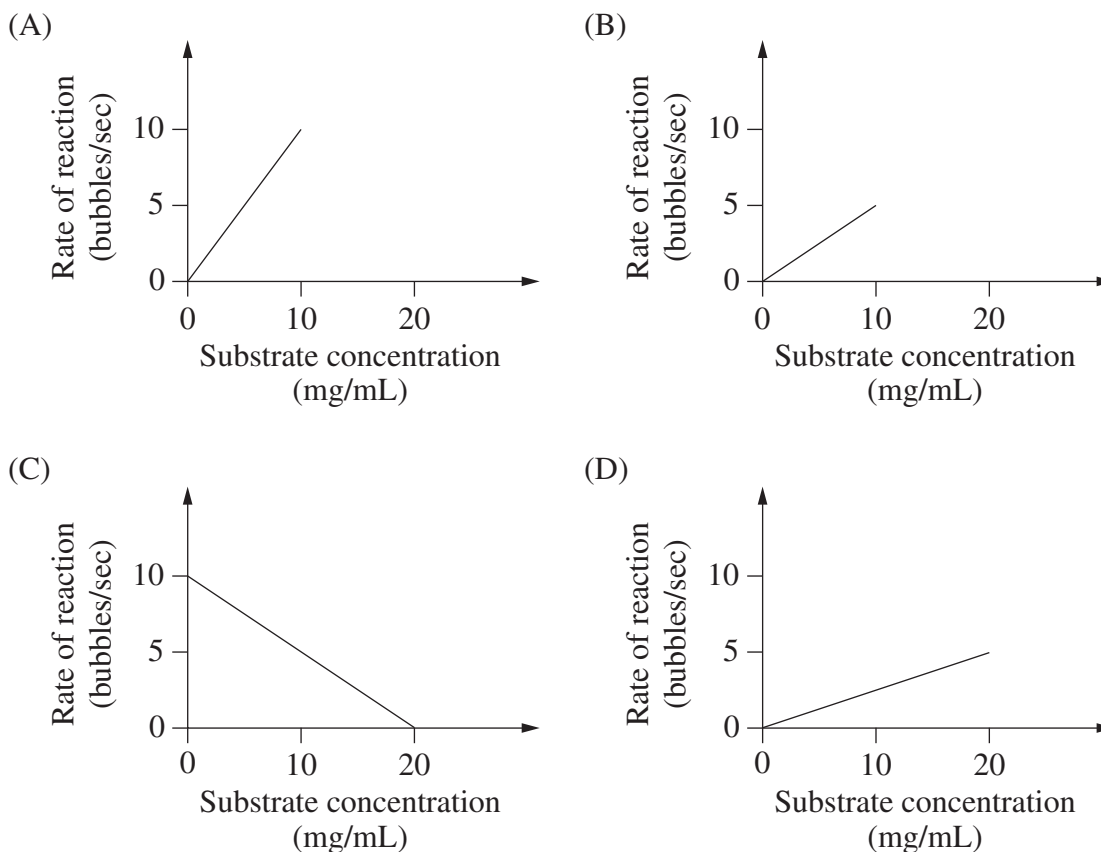 (A)
Rate of reaction
(bubbles/sec)
10
5
0
0 10 20
Substrate concentration
(mg/mL)
(B)
Rate of reaction
(bubbles/sec)
10
5
0
0 10 20
Substrate concentration
(mg/mL)
(C)
Rate of reaction
(bubbles/sec)
10
5
0
0 10 20
Substrate concentration
(mg/mL)
(D)
Rate of reaction
(bubbles/sec)
10
5
0
0 10 20
Substrate concentration
(mg/mL)